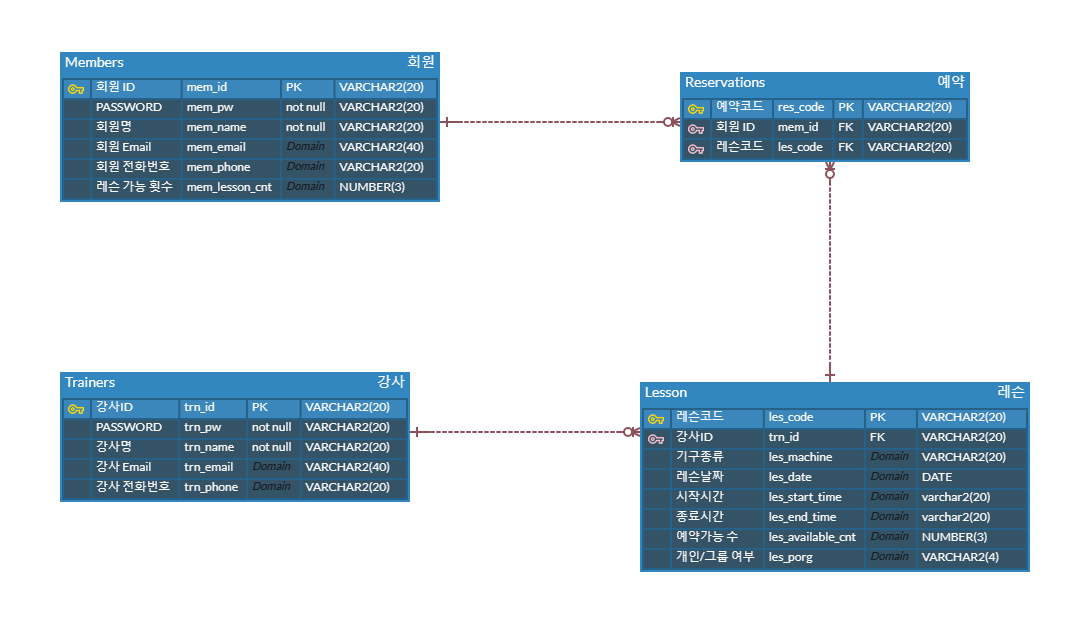 Members 회원
회원 ID mem_id PK VARCHAR2(20)
PASSWORD mem_pw not null VARCHAR2(20)
회원명 mem_name not null VARCHAR2(20)
회원 Email mem_email Domain VARCHAR2(40)
회원 전화번호 mem_phone Domain VARCHAR2(20)
레슨 가능 횟수 mem_lesson_cnt Domain NUMBER(3)
Reservations 예약
예약코드 res_code PK VARCHAR2(20)
회원 ID mem_id FK VARCHAR2(20)
레슨코드 les_code FK VARCHAR2(20)
Trainers 강사
강사ID trn_id PK VARCHAR2(20)
PASSWORD trn_pw not null VARCHAR2(20)
강사명 trn_name not null VARCHAR2(20)
강사 Email trn_email Domain VARCHAR2(40)
강사 전화번호 trn_phone Domain VARCHAR2(20)
Lesson 레슨
레슨코드 les_code PK VARCHAR2(20)
강사ID trn_id FK VARCHAR2(20)
기구종류 les_machine Domain VARCHAR2(20)
레슨날짜 les_date Domain DATE
시작시간 les_start_time Domain varchar2(20)
종료시간 les_end_time Domain varchar2(20)
예약가능 수 les_available_cnt Domain NUMBER(3)
개인/그룹 여부 les_porg Domain VARCHAR2(4)